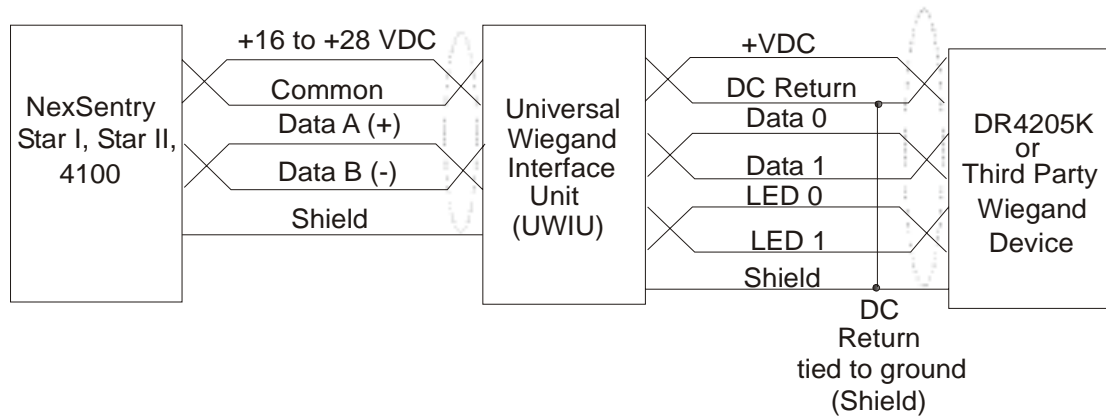 NexSentry
Star I, Star II,
4100
+16 to +28 VDC
Common
Data A (+)
Data B (-)
Shield
Universal
Wiegand
Interface
Unit
(UWIU)
+VDC
DC Return
Data 0
Data 1
LED 0
LED 1
Shield
DC
Return
tied to ground
(Shield)
DR4205K
or
Third Party
Wiegand
Device